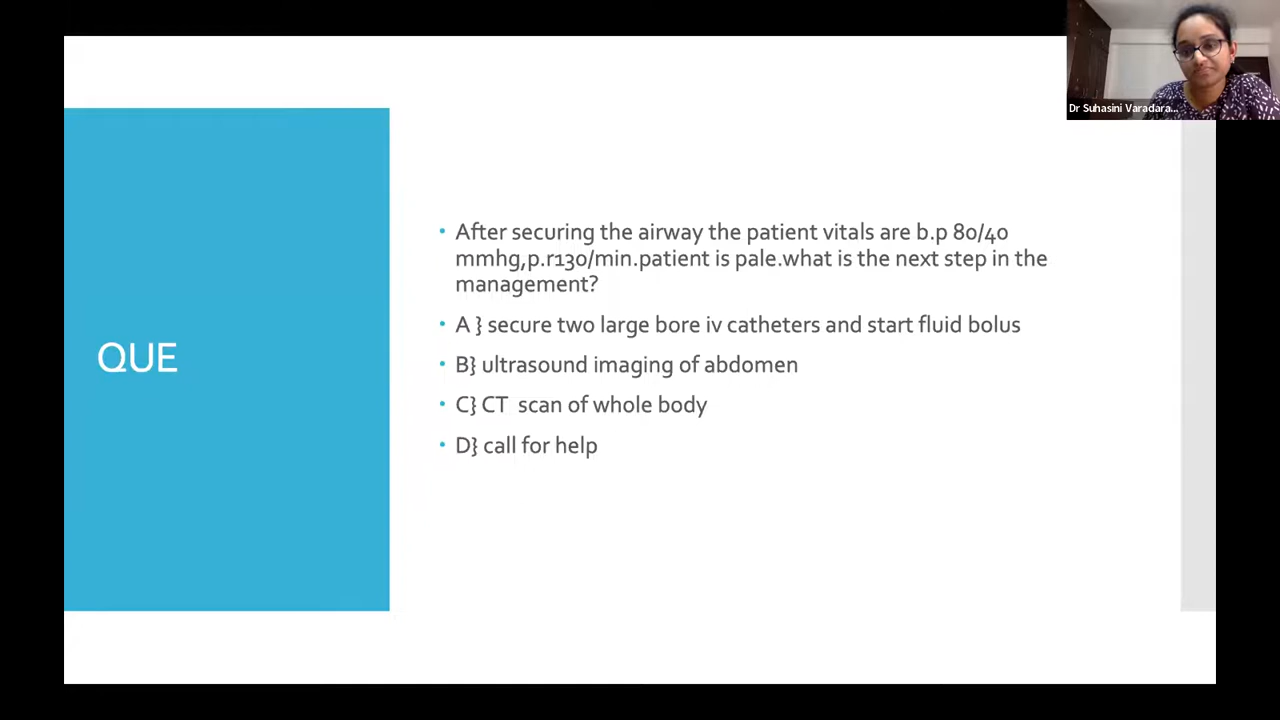 Dr Suhasini Varadara...
QUE
• After securing the airway the patient vitals are b.p 80/40
mmhg,p.r130/min.patient is pale.what is the next step in the
management?
• A } secure two large bore iv catheters and start fluid bolus
• B} ultrasound imaging of abdomen
• C} CT scan of whole body
• D} call for help